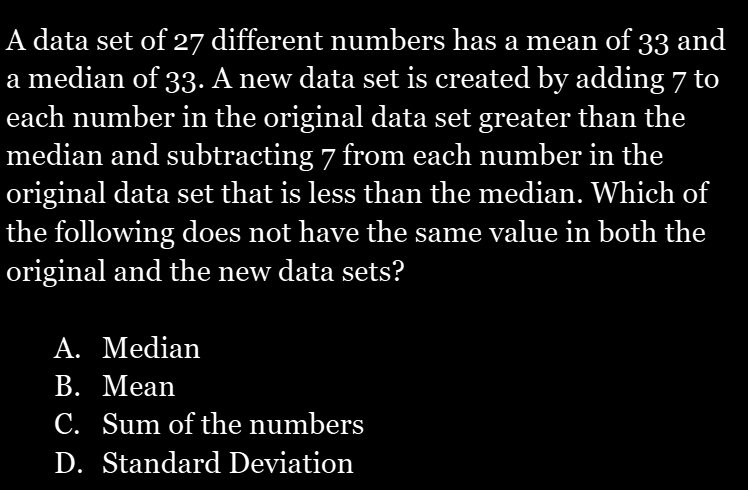 A data set of 27 different numbers has a mean of 33 and
a median of 33. A new data set is created by adding 7 to
each number in the original data set greater than the
median and subtracting 7 from each number in the
original data set that is less than the median. Which of
the following does not have the same value in both the
original and the new data sets?
A. Median
B. Mean
C. Sum of the numbers
D. Standard Deviation